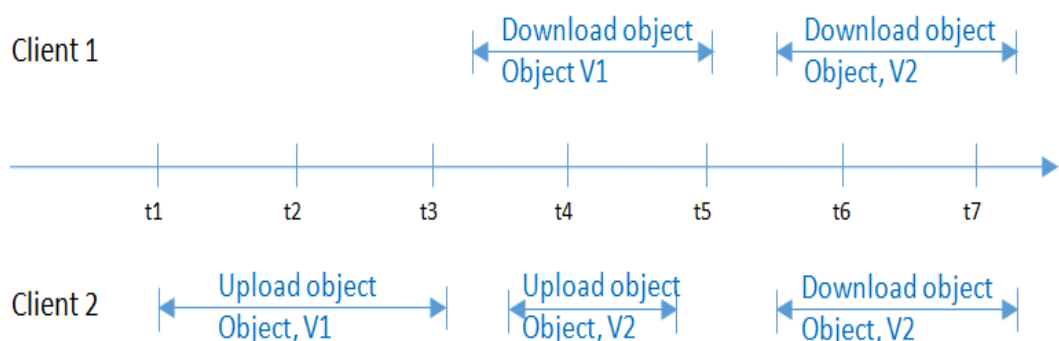 Client 1
Download object
Object V1
Download object
Object, V2
t1 t2 t3 t4 t5 t6 t7
Client 2
Upload object
Object, V1
Upload object
Object, V2
Download object
Object, V2